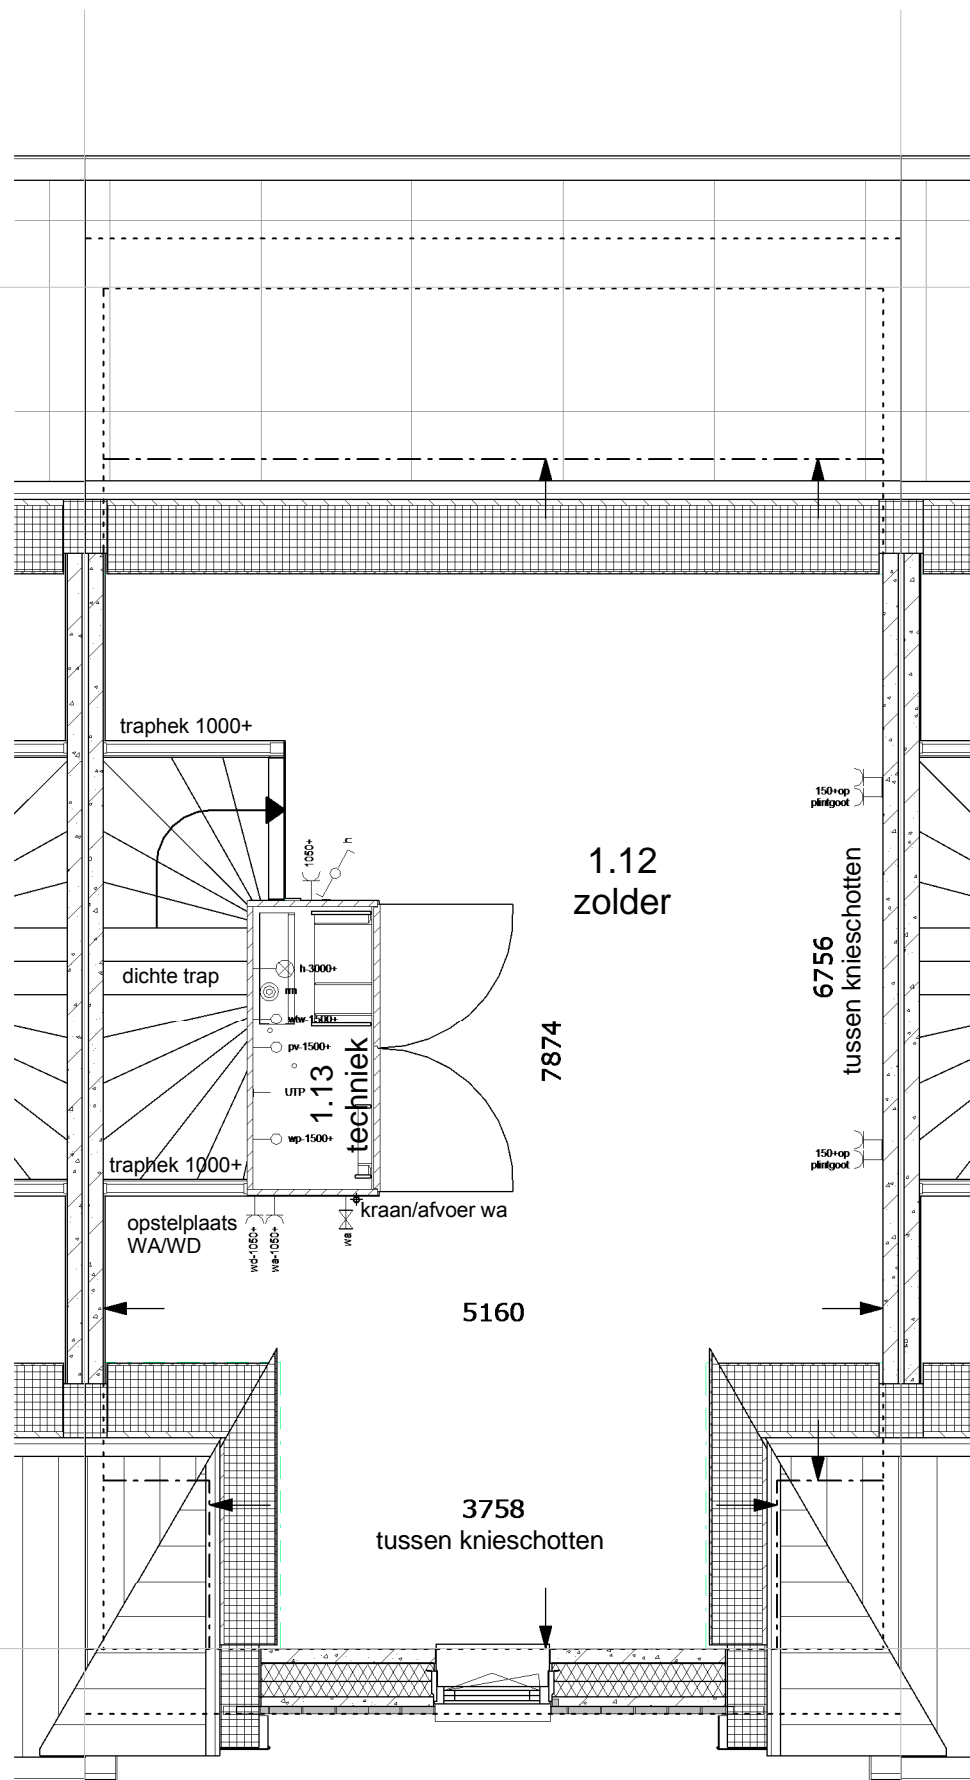 traphek 1000+
1050+
h
150+op
plintgoot
1.12
zolder
6756
tussen knieschotten
dichte trap
h-3000+
rm
wtw-1500+
pv-1500+
UTP
wp-1500+
1.13
techniek
7874
150+op
plintgoot
traphek 1000+
kraan/afvoer wa
opstelplaats
WA/WD
wd-1050+
wa-1050+
wa
5160
3758
tussen knieschotten